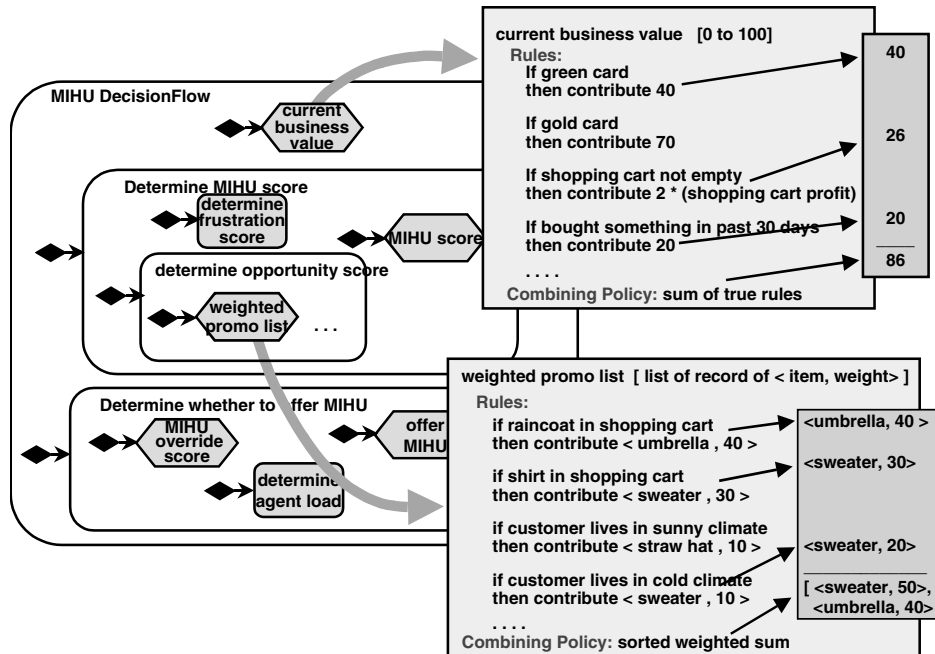 MIHU DecisionFlow
current
business
value
Determine MIHU score
determine
frustration
score
MIHU score
determine opportunity score
weighted
promo list
. . .
Determine whether to offer MIHU
MIHU
override
score
offer
MIHU
determine
agent load
current business value [0 to 100]
Rules:
If green card
then contribute 40
If gold card
then contribute 70
If shopping cart not empty
then contribute 2 * (shopping cart profit)
If bought something in past 30 days
then contribute 20
. . . .
Combining Policy: sum of true rules
40
26
20
86
weighted promo list [ list of record of < item, weight> ]
Rules:
if raincoat in shopping cart
then contribute < umbrella , 40 >
if shirt in shopping cart
then contribute < sweater , 30 >
if customer lives in sunny climate
then contribute < straw hat , 10 >
if customer lives in cold climate
then contribute < sweater , 10 >
. . . .
Combining Policy: sorted weighted sum
<umbrella, 40 >
<sweater, 30>
<sweater, 20>
[ <sweater, 50>,
<umbrella, 40>